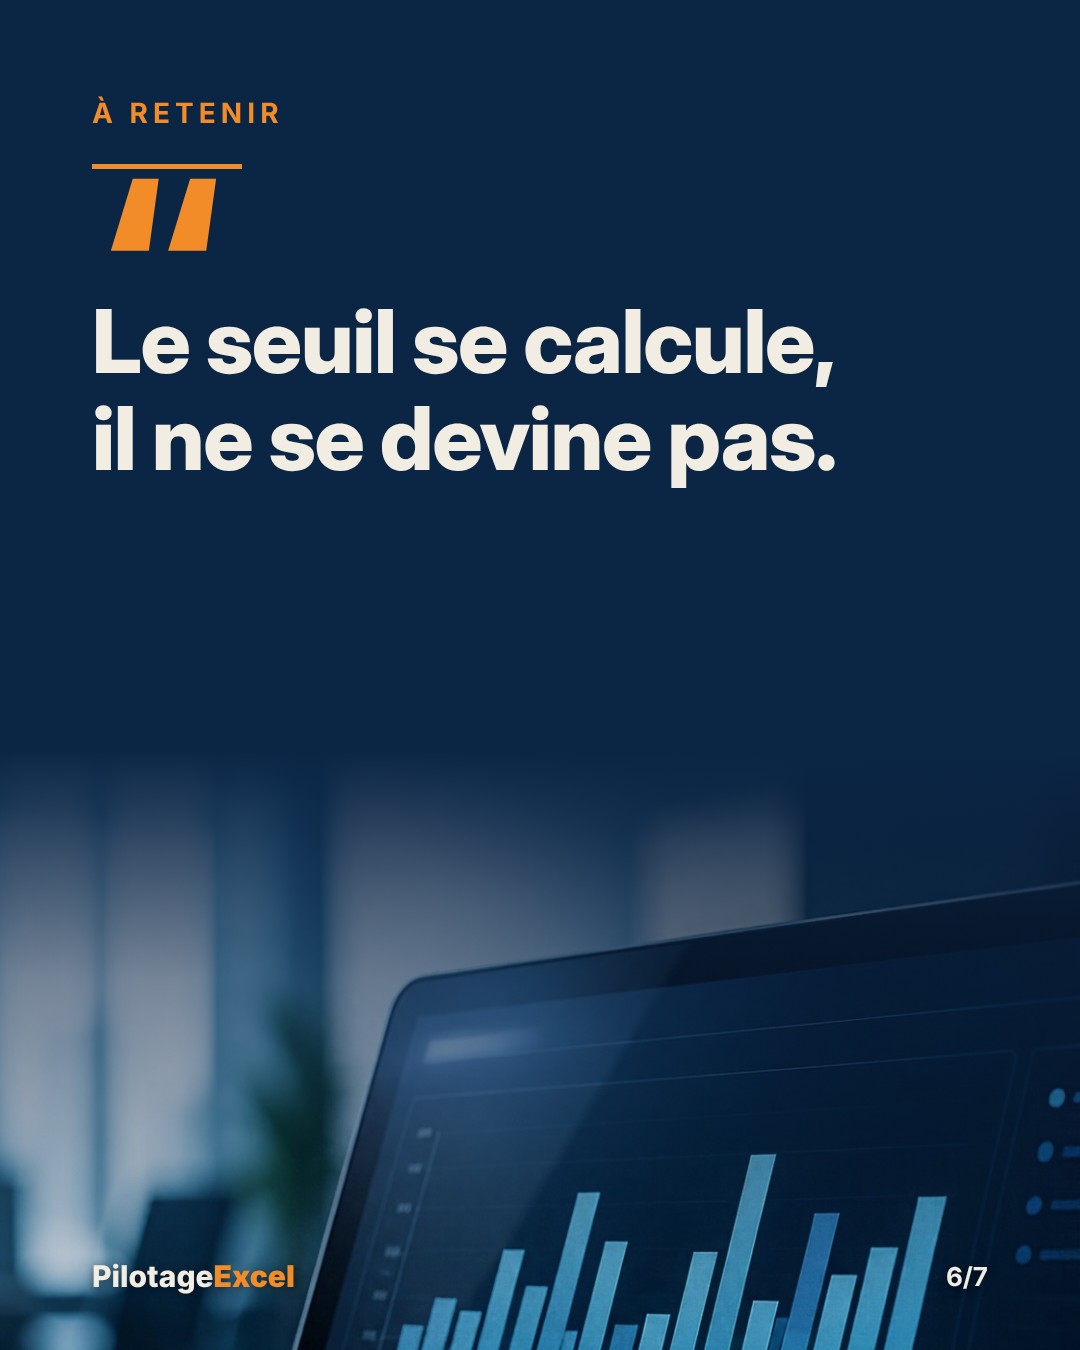 À RETENIR
"
Le seuil se calcule,
il ne se devine pas.
PilotageExcel
6/7